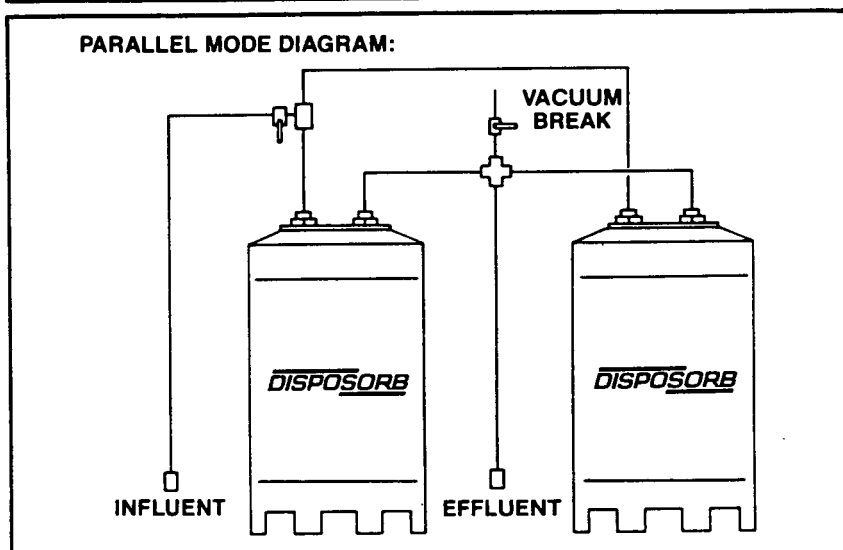 PARALLEL MODE DIAGRAM:
VACUUM
BREAK
DISPOSORB
DISPOSORB
INFLUENT
EFFLUENT